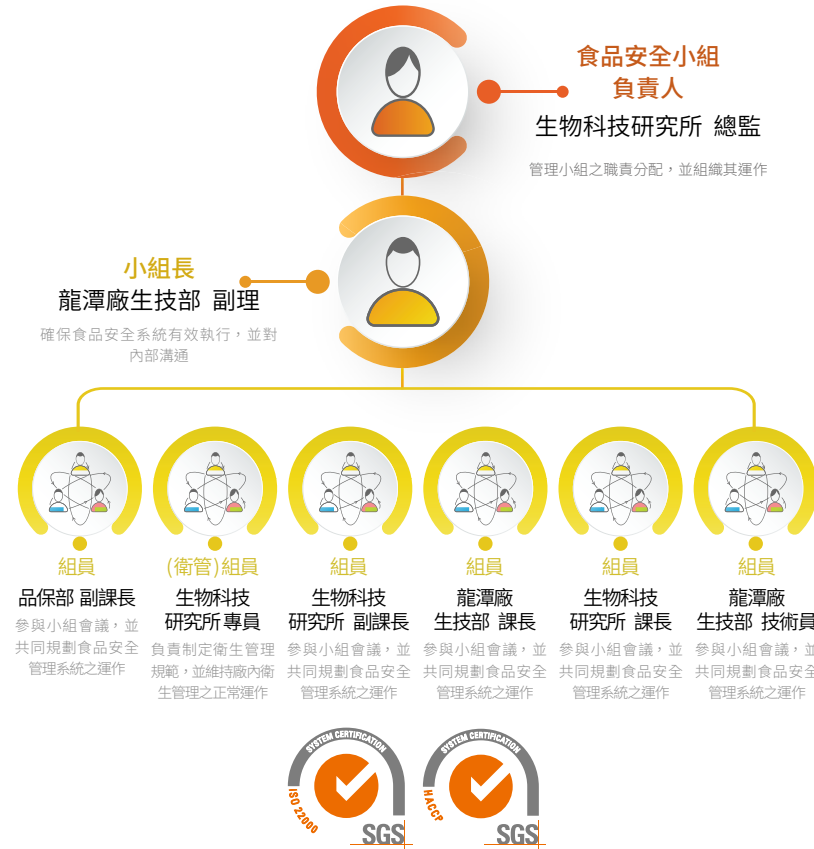 食品安全小組
負責人
生物科技研究所 總監
管理小組之職責分配，並組織其運作
小組長
龍潭廠生技部 副理
確保食品安全系統有效執行，並對
內部溝通
組員
品保部 副課長
參與小組會議，並
共同規劃食品安全
管理系統之運作
(衛管)組員
生物科技
研究所 專員
負責制定衛生管理
規範，並維持廠內衛
生管理之正常運作
組員
生物科技
研究所 副課長
參與小組會議，並
共同規劃食品安全
管理系統之運作
組員
龍潭廠
生技部 課長
參與小組會議，並
共同規劃食品安全
管理系統之運作
組員
生物科技
研究所 課長
參與小組會議，並
共同規劃食品安全
管理系統之運作
組員
龍潭廠
生技部 技術員
參與小組會議，並
共同規劃食品安全
管理系統之運作
SYSTEM CERTIFICATION
ISO 22000
SGS
SYSTEM CERTIFICATION
HACCP
SGS